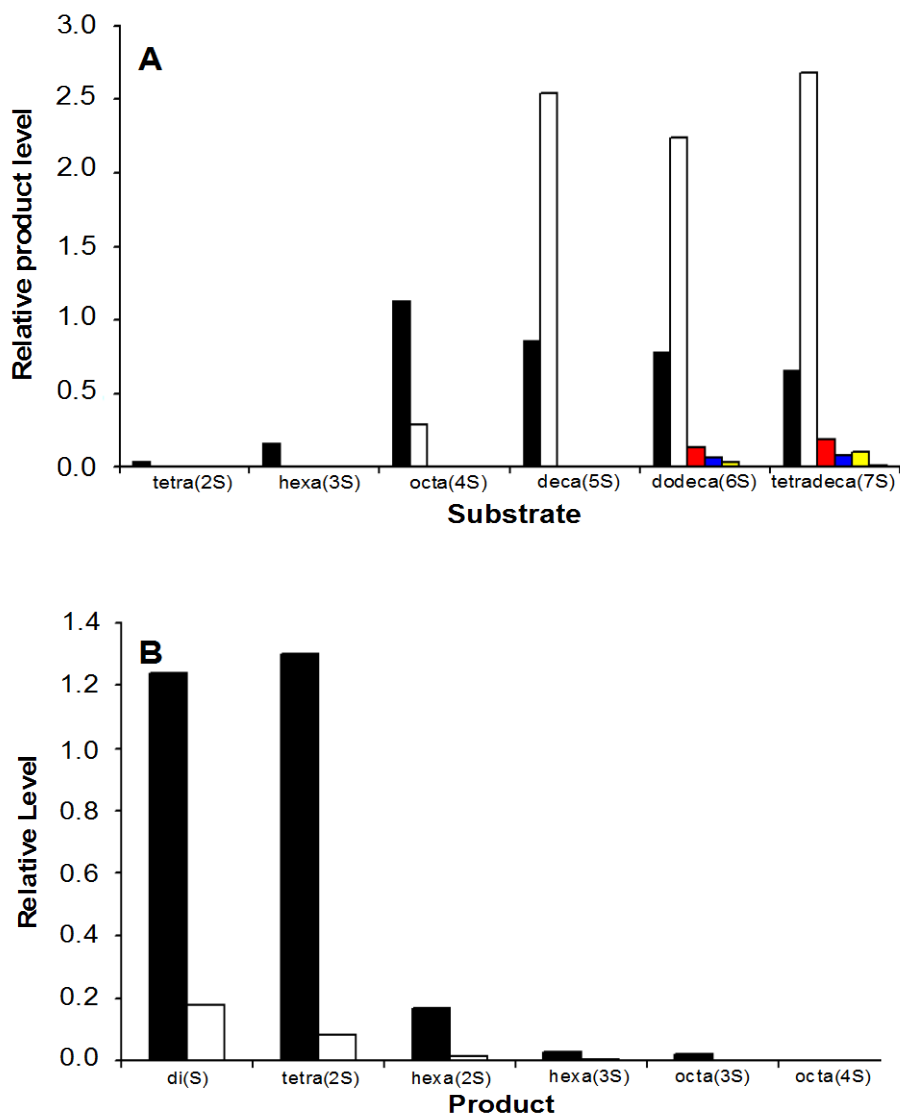 A
Relative product level
3.0
2.5
2.0
1.5
1.0
0.5
0.0
tetra(2S) hexa(3S) octa(4S) deca(5S) dodeca(6S) tetradeca(7S)
Substrate
B
Relative Level
1.4
1.2
1.0
0.8
0.6
0.4
0.2
0.0
di(S) tetra(2S) hexa(2S) hexa(3S) octa(3S) octa(4S)
Product